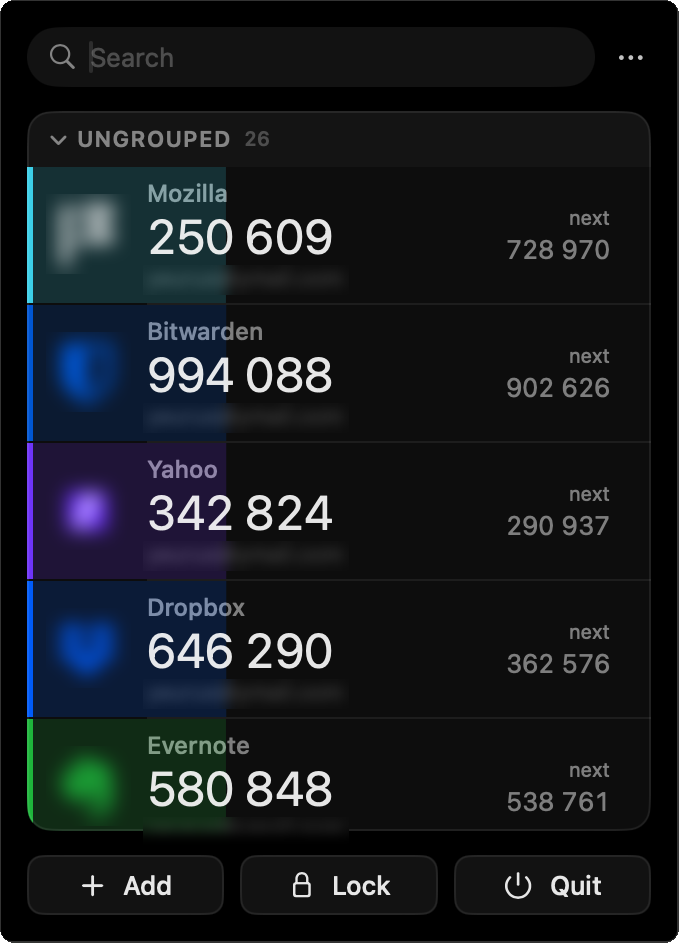 Search
UNGROUPED 26
Mozilla
250 609
next
728 970
Bitwarden
994 088
next
902 626
Yahoo
342 824
next
290 937
Dropbox
646 290
next
362 576
Evernote
580 848
next
538 761
Add
Lock
Quit